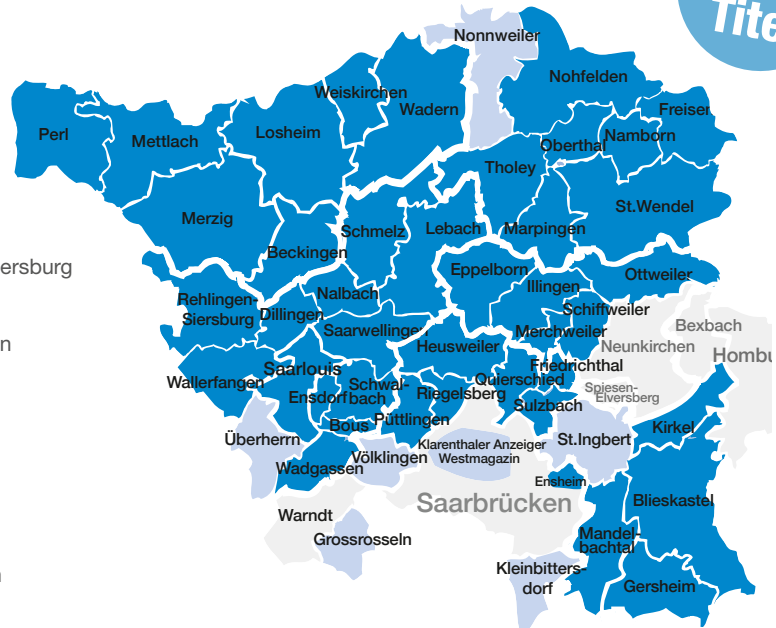 Tite
Nonnweiler
Nohfelden
Weiskirchen
Wadern
Freisen
Perl
Mettlach
Losheim
Oberthal
Namborn
Tholey
Merzig
St.Wendel
Schmelz
Lebach
Marpingen
Beckingen
ersburg
Eppelborn
Ottweiler
Illingen
Nalbach
Rehlingen-
Siersburg
Dillingen
Schiffweiler
Saarwellingen
Merchweiler
Bexbach
n
Heusweiler
Neunkirchen
Hombu
Friedrichthal
Saarlouis
Wallerfangen
Quierschied
Schwal-
bach
Ensdorf
Riegelsberg
Spiesen-
Elversberg
Sulzbach
Püttlingen
Bous
Kirkel
Überherrn
Klarenthaler Anzeiger
Westmagazin
St.Ingbert
Völklingen
Wadgassen
Ensheim
Blieskastel
Saarbrücken
Warndt
Mandel-
bachtal
Grossrosseln
Kleinbitters-
dorf
Gersheim